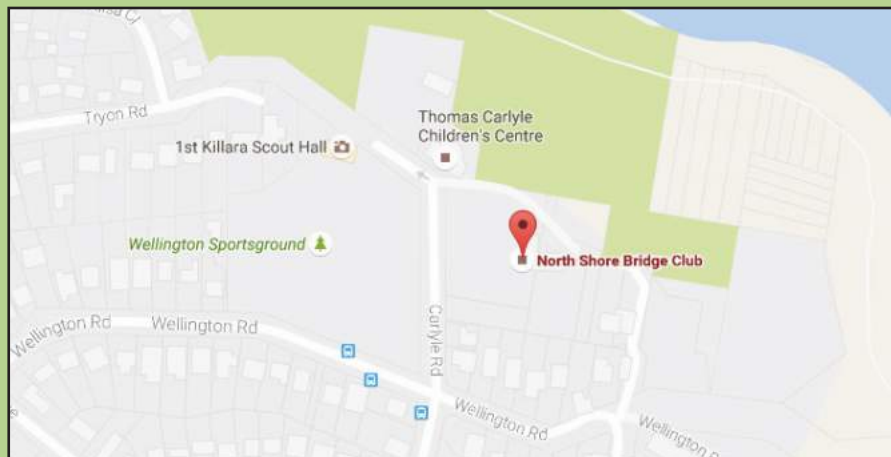 Tryon Rd
Thomas Carlyle
Children's Centre
1st Killara Scout Hall
Wellington Sportsground
North Shore Bridge Club
Wellington Rd
Wellington Rd
Carlyle Rd
Wellington Rd
Wellington